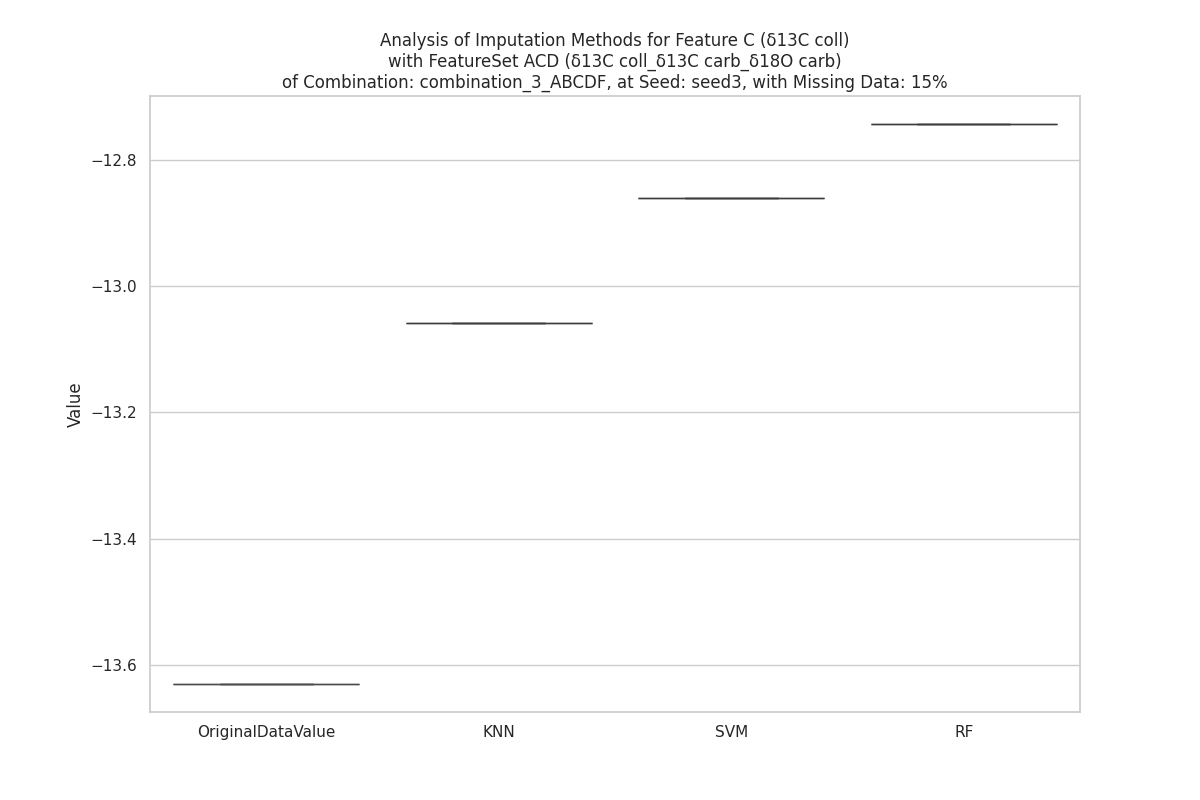 Analysis of Imputation Methods for Feature C (δ13C coll)
with FeatureSet ACD (δ13C coll_δ13C carb_δ18O carb)
of Combination: combination_3_ABCDF, at Seed: seed3, with Missing Data: 15%
Value
−12.8
−13.0
−13.2
−13.4
−13.6
OriginalDataValue
KNN
SVM
RF